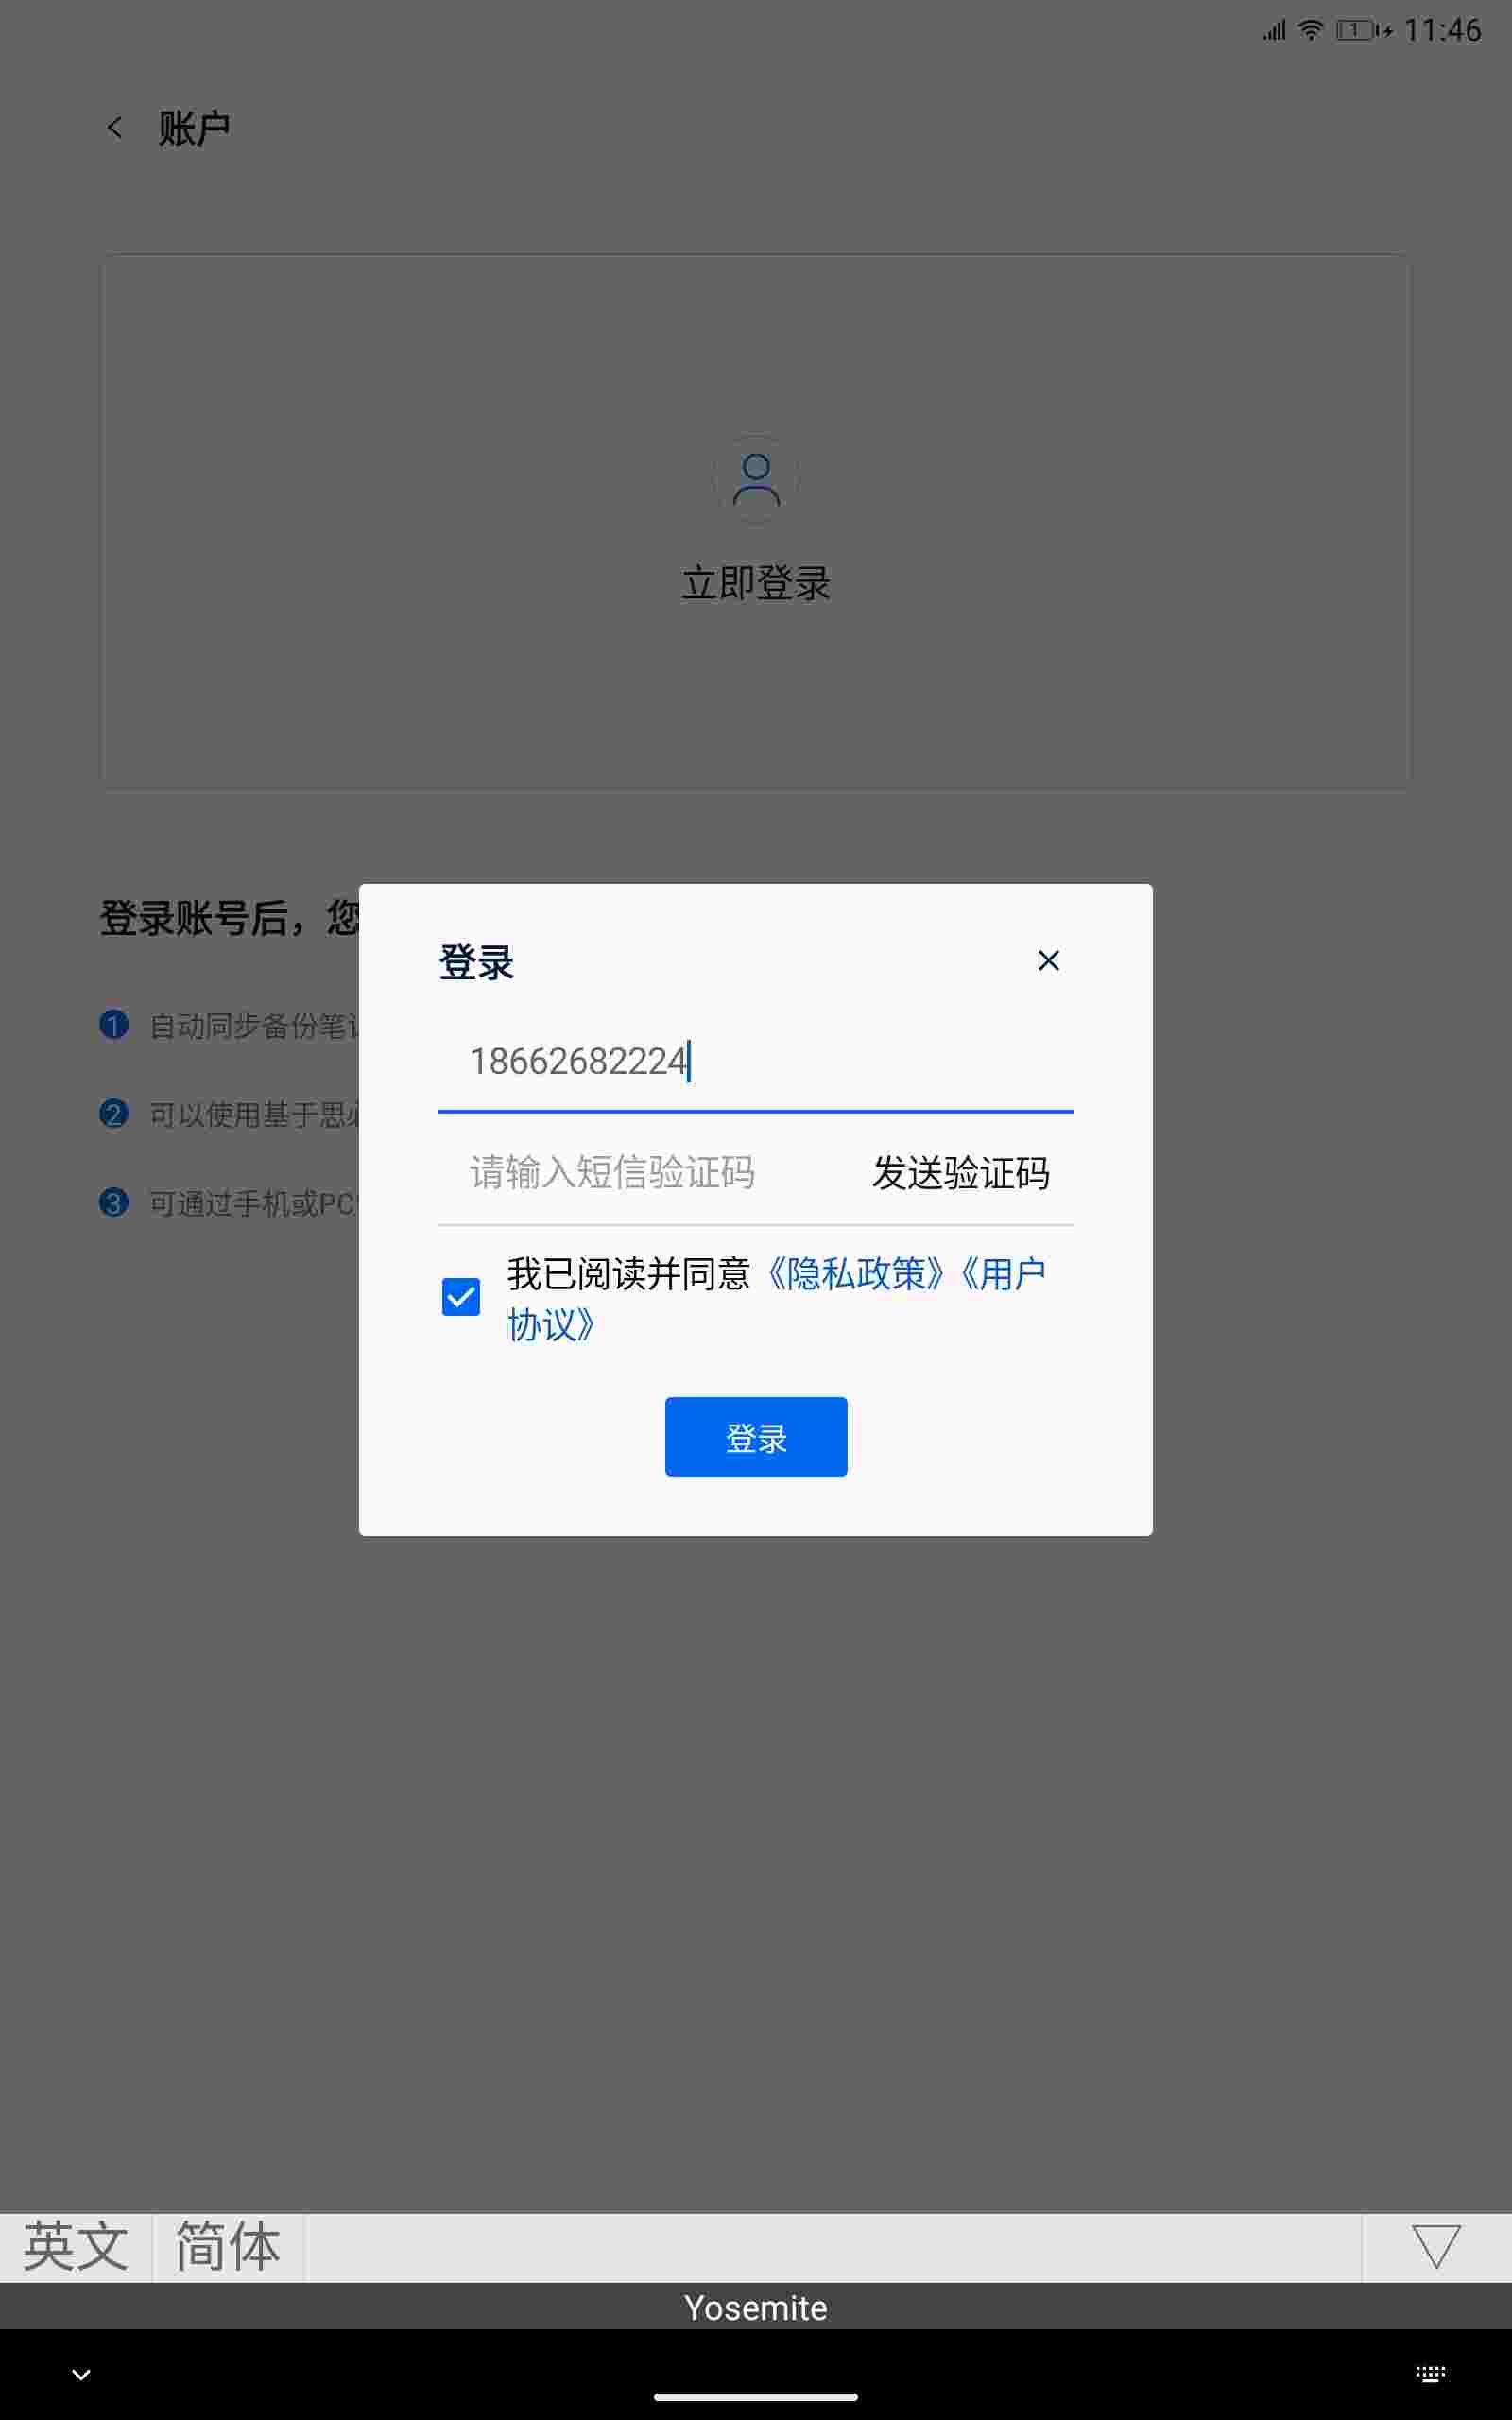 1 11:46
账户
立即登录
登录账号后，您
登录
1 自动同步备份笔
18662682224
2 可以使用基于思
请输入短信验证码 发送验证码
3 可通过手机或PC
我已阅读并同意《隐私政策》《用户
协议》
登录
英文 简体
Yosemite